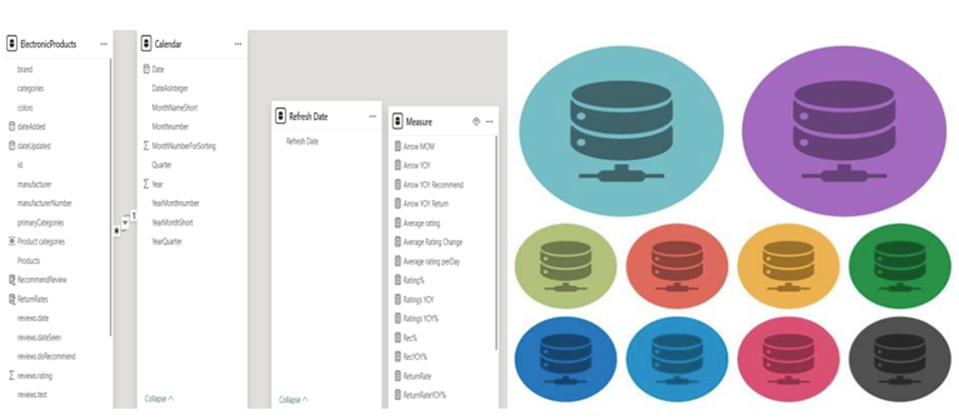 ElectronicProducts
brand
categories
colors
dateAdded
dateUpdated
id
manufacturer
manufacturerNumber
primaryCategories
Product categories
Products
RecommendReview
ReturnRates
reviews.date
reviews.dateSeen
reviews.doRecommend
reviews.rating
reviews.text
1
Calendar
Date
DateAsInteger
MonthNameShort
Monthnumber
MonthNumberForSorting
Quarter
Year
YearMonthnumber
YearMonthShort
YearQuarter
Collapse
Refresh Date
Refresh Date
Collapse
Measure
Arrow MOM
Arrow YOY
Arrow YOY Recommend
Arrow YOY Return
Average rating
Average Rating Change
Average rating perDay
Rating%
Ratings YOY
Ratings YOY%
Rec%
RecYOY%
ReturnRate
ReturnRateYOY%